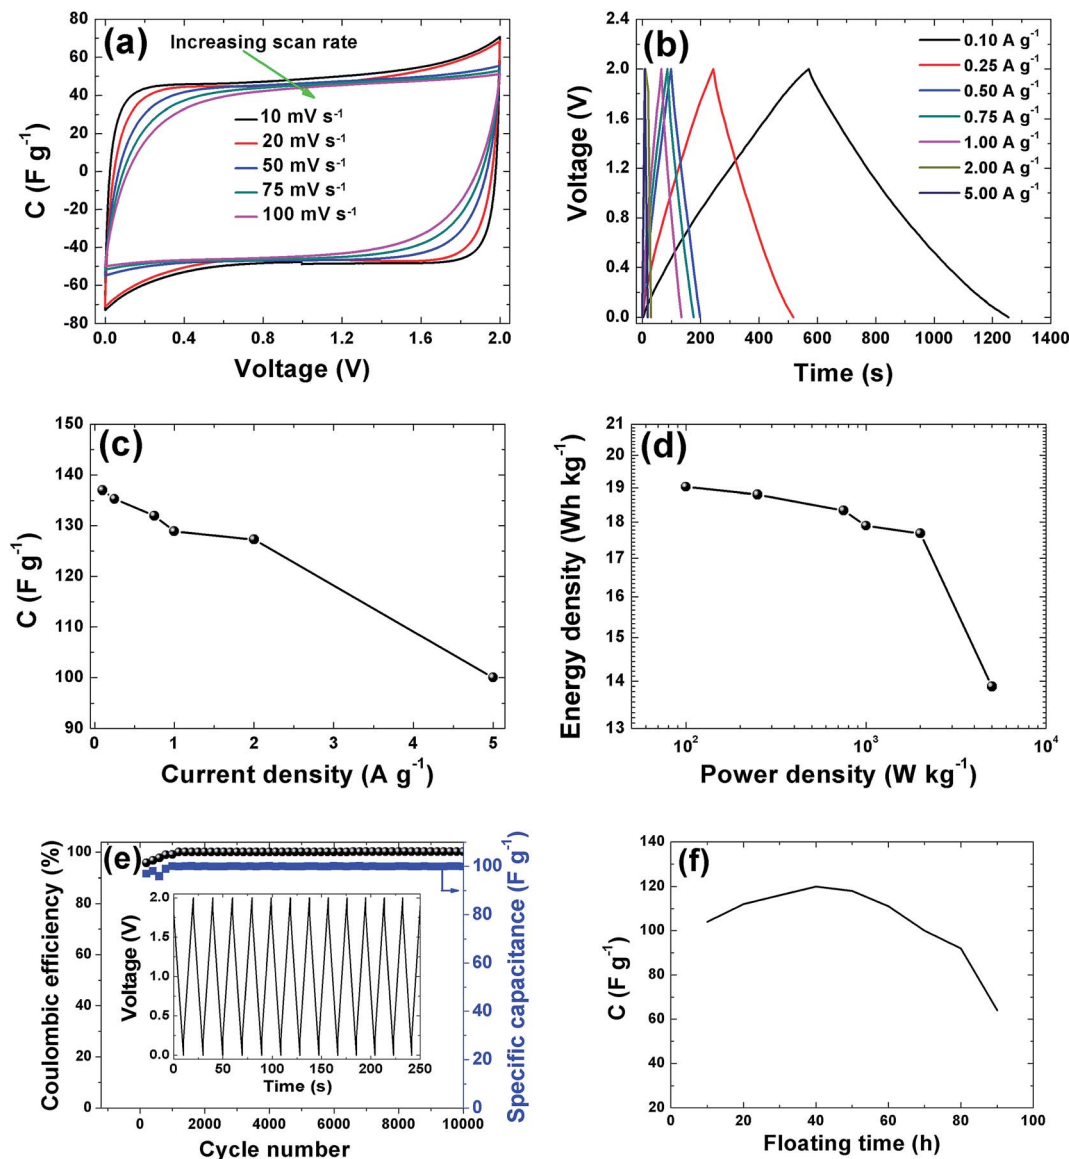 (a)
Increasing scan rate
10 mV s⁻¹
20 mV s⁻¹
50 mV s⁻¹
75 mV s⁻¹
100 mV s⁻¹
80
60
40
20
0
-20
-40
-60
-80
C (F g⁻¹)
0.0 0.4 0.8 1.2 1.6 2.0
Voltage (V)
(b)
0.10 A g⁻¹
0.25 A g⁻¹
0.50 A g⁻¹
0.75 A g⁻¹
1.00 A g⁻¹
2.00 A g⁻¹
5.00 A g⁻¹
2.4
2.0
1.6
1.2
0.8
0.4
0.0
Voltage (V)
0 200 400 600 800 1000 1200 1400
Time (s)
(c)
150
140
130
120
110
100
90
C (F g⁻¹)
0 1 2 3 4 5
Current density (A g⁻¹)
(d)
21
20
19
18
17
16
15
14
13
Energy density (Wh kg⁻¹)
10² 10³ 10⁴
Power density (W kg⁻¹)
(e)
100
80
60
40
20
0
Coulombic efficiency (%)
100
80
60
40
20
0
Specific capacitance (F g⁻¹)
2.0
1.5
1.0
0.5
0.0
Voltage (V)
0 50 100 150 200 250
Time (s)
0 2000 4000 6000 8000 10000
Cycle number
(f)
140
120
100
80
60
40
20
C (F g⁻¹)
0 20 40 60 80 100
Floating time (h)